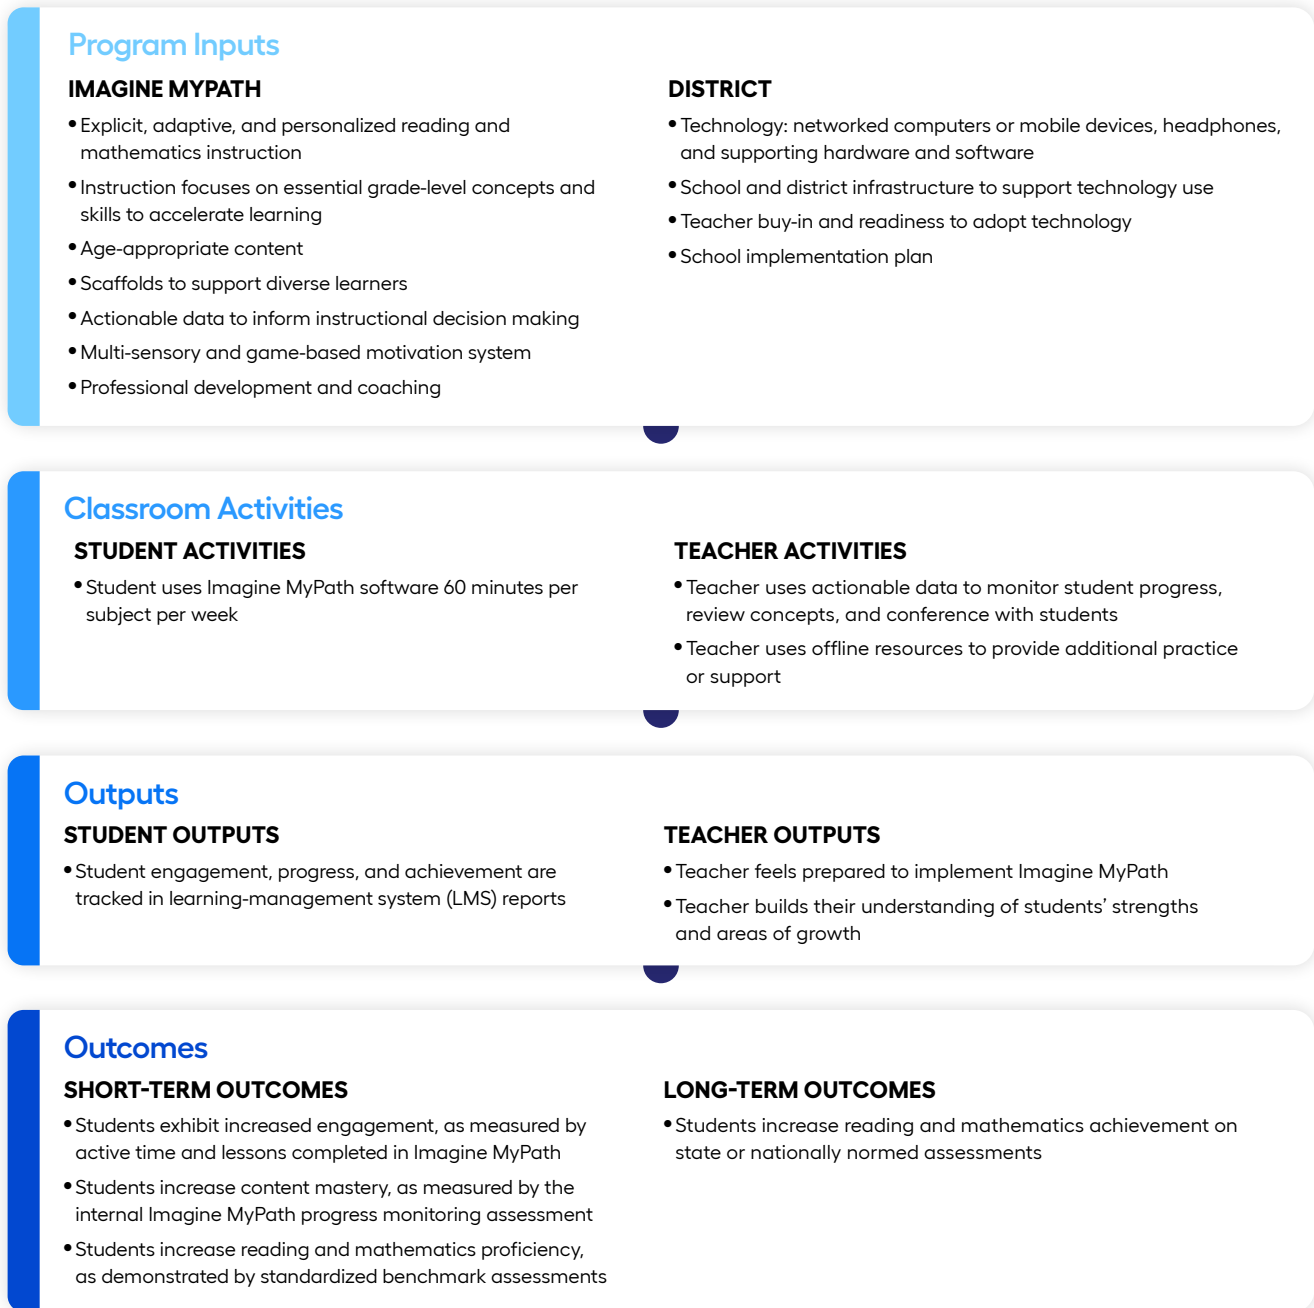 Program Inputs
IMAGINE MYPATH
• Explicit, adaptive, and personalized reading and
mathematics instruction
• Instruction focuses on essential grade-level concepts and
skills to accelerate learning
• Age-appropriate content
• Scaffolds to support diverse learners
• Actionable data to inform instructional decision making
• Multi-sensory and game-based motivation system
• Professional development and coaching
DISTRICT
• Technology: networked computers or mobile devices, headphones,
and supporting hardware and software
• School and district infrastructure to support technology use
• Teacher buy-in and readiness to adopt technology
• School implementation plan
Classroom Activities
STUDENT ACTIVITIES
• Student uses Imagine MyPath software 60 minutes per
subject per week
TEACHER ACTIVITIES
• Teacher uses actionable data to monitor student progress,
review concepts, and conference with students
• Teacher uses offline resources to provide additional practice
or support
Outputs
STUDENT OUTPUTS
• Student engagement, progress, and achievement are
tracked in learning-management system (LMS) reports
TEACHER OUTPUTS
• Teacher feels prepared to implement Imagine MyPath
• Teacher builds their understanding of students’ strengths
and areas of growth
Outcomes
SHORT-TERM OUTCOMES
• Students exhibit increased engagement, as measured by
active time and lessons completed in Imagine MyPath
• Students increase content mastery, as measured by the
internal Imagine MyPath progress monitoring assessment
• Students increase reading and mathematics proficiency,
as demonstrated by standardized benchmark assessments
LONG-TERM OUTCOMES
• Students increase reading and mathematics achievement on
state or nationally normed assessments